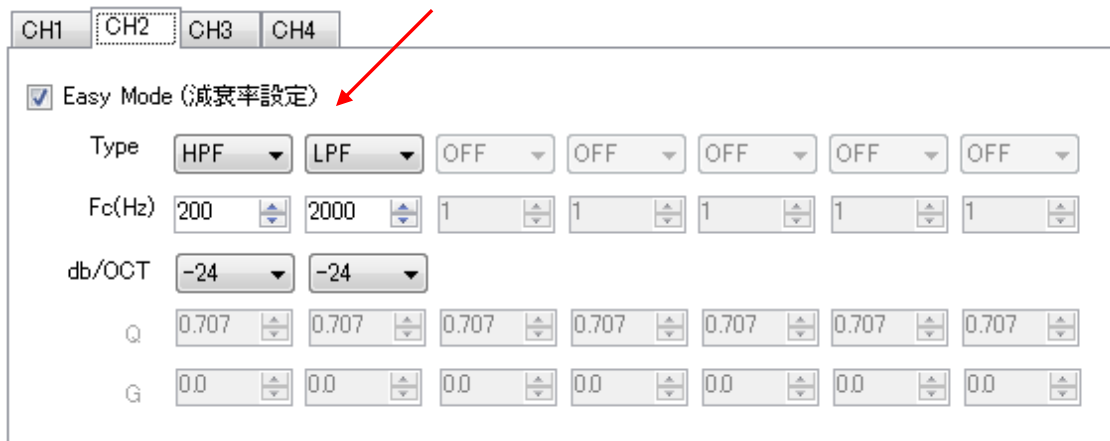 CH1 CH2 CH3 CH4
Easy Mode (減衰率設定)
Type HPF LPF OFF OFF OFF OFF OFF
Fc(Hz) 200 2000 1 1 1 1 1
db/OCT -24 -24
Q 0.707 0.707 0.707 0.707 0.707 0.707 0.707
G 0.0 0.0 0.0 0.0 0.0 0.0 0.0